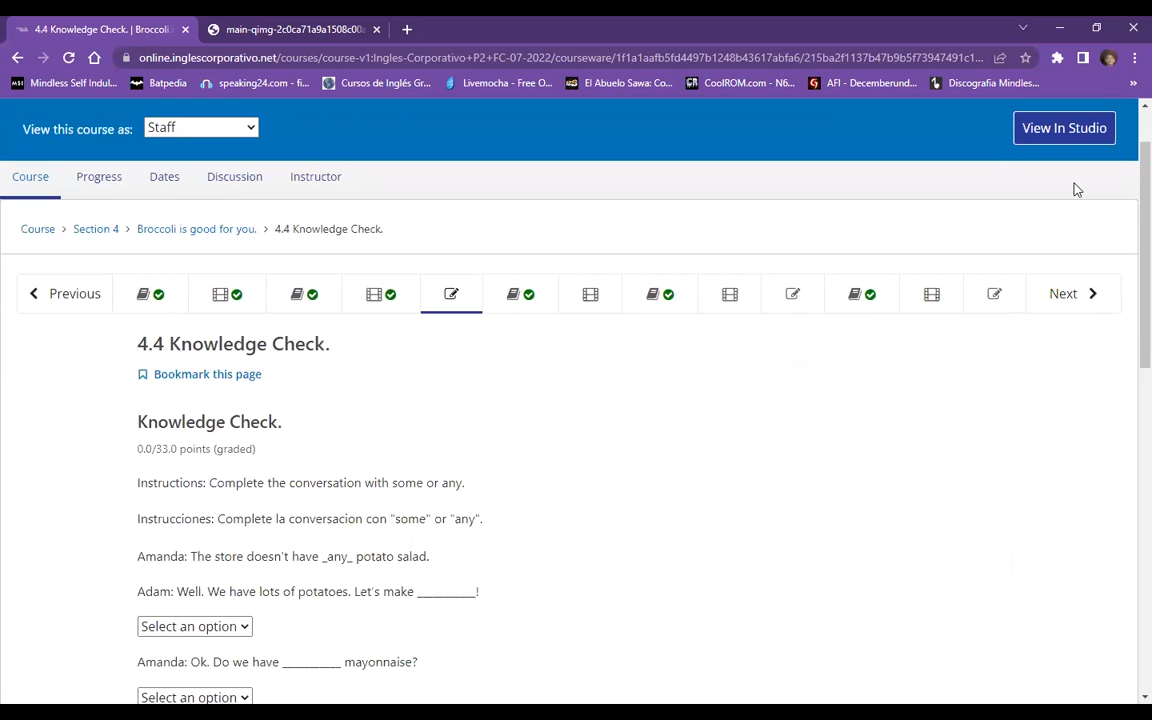 4.4 Knowledge Check. | Broccoli
main-qimg-2c0ca71a9a1508c00a
online.inglescorporativo.net/courses/course-v1:Ingles-Corporativo+P2+FC-07-2022/courseware/1f1a1aafb5fd4497b1248b43617abfa6/215ba2f1137b47b9b5f73947491c1...
Mindless Self Indul...
Batpedia
speaking24.com - fi...
Cursos de Inglés Gr...
Livemocha - Free O...
El Abuelo Sawa: Co...
CoolROM.com - N6...
AFI - Decemberund...
Discografia Mindles...
View this course as:
Staff
View In Studio
Course
Progress
Dates
Discussion
Instructor
Course > Section 4 > Broccoli is good for you. > 4.4 Knowledge Check.
Previous
Next
4.4 Knowledge Check.
Bookmark this page
Knowledge Check.
0.0/33.0 points (graded)
Instructions: Complete the conversation with some or any.
Instrucciones: Complete la conversacion con "some" or "any".
Amanda: The store doesn't have _any_ potato salad.
Adam: Well. We have lots of potatoes. Let's make __________!
Select an option
Amanda: Ok. Do we have __________ mayonnaise?
Select an option